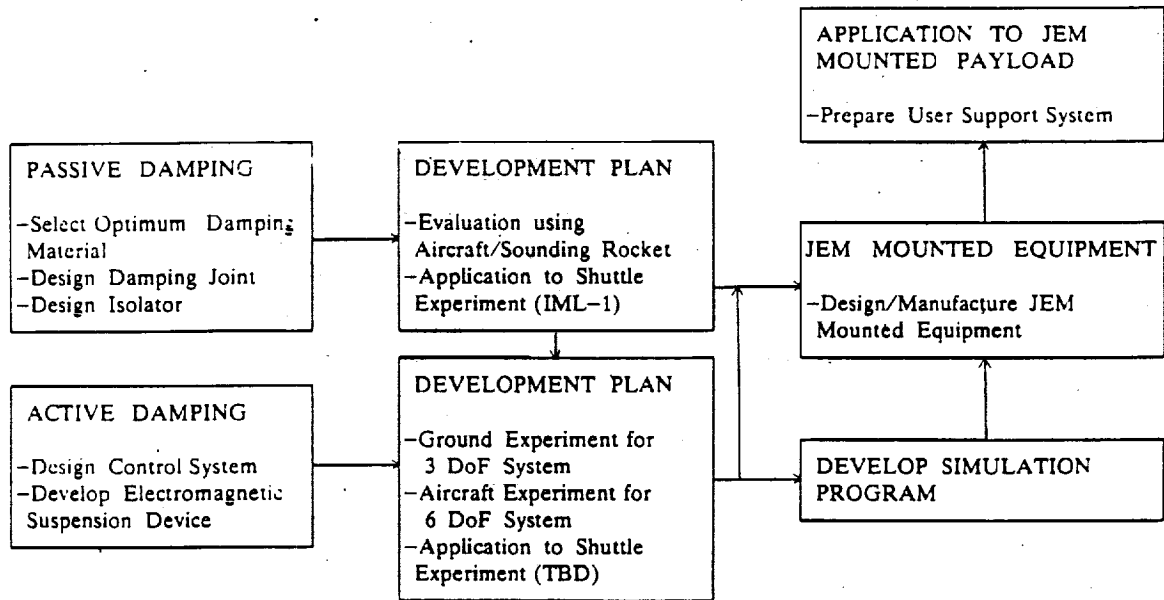 PASSIVE DAMPING
-Select Optimum Damping
Material
-Design Damping Joint
-Design Isolator
ACTIVE DAMPING
-Design Control System
-Develop Electromagnetic
Suspension Device
DEVELOPMENT PLAN
-Evaluation using
Aircraft/Sounding Rocket
-Application to Shuttle
Experiment (IML-1)
DEVELOPMENT PLAN
-Ground Experiment for
3 DoF System
-Aircraft Experiment for
6 DoF System
-Application to Shuttle
Experiment (TBD)
APPLICATION TO JEM
MOUNTED PAYLOAD
-Prepare User Support System
JEM MOUNTED EQUIPMENT
-Design/Manufacture JEM
Mounted Equipment
DEVELOP SIMULATION
PROGRAM